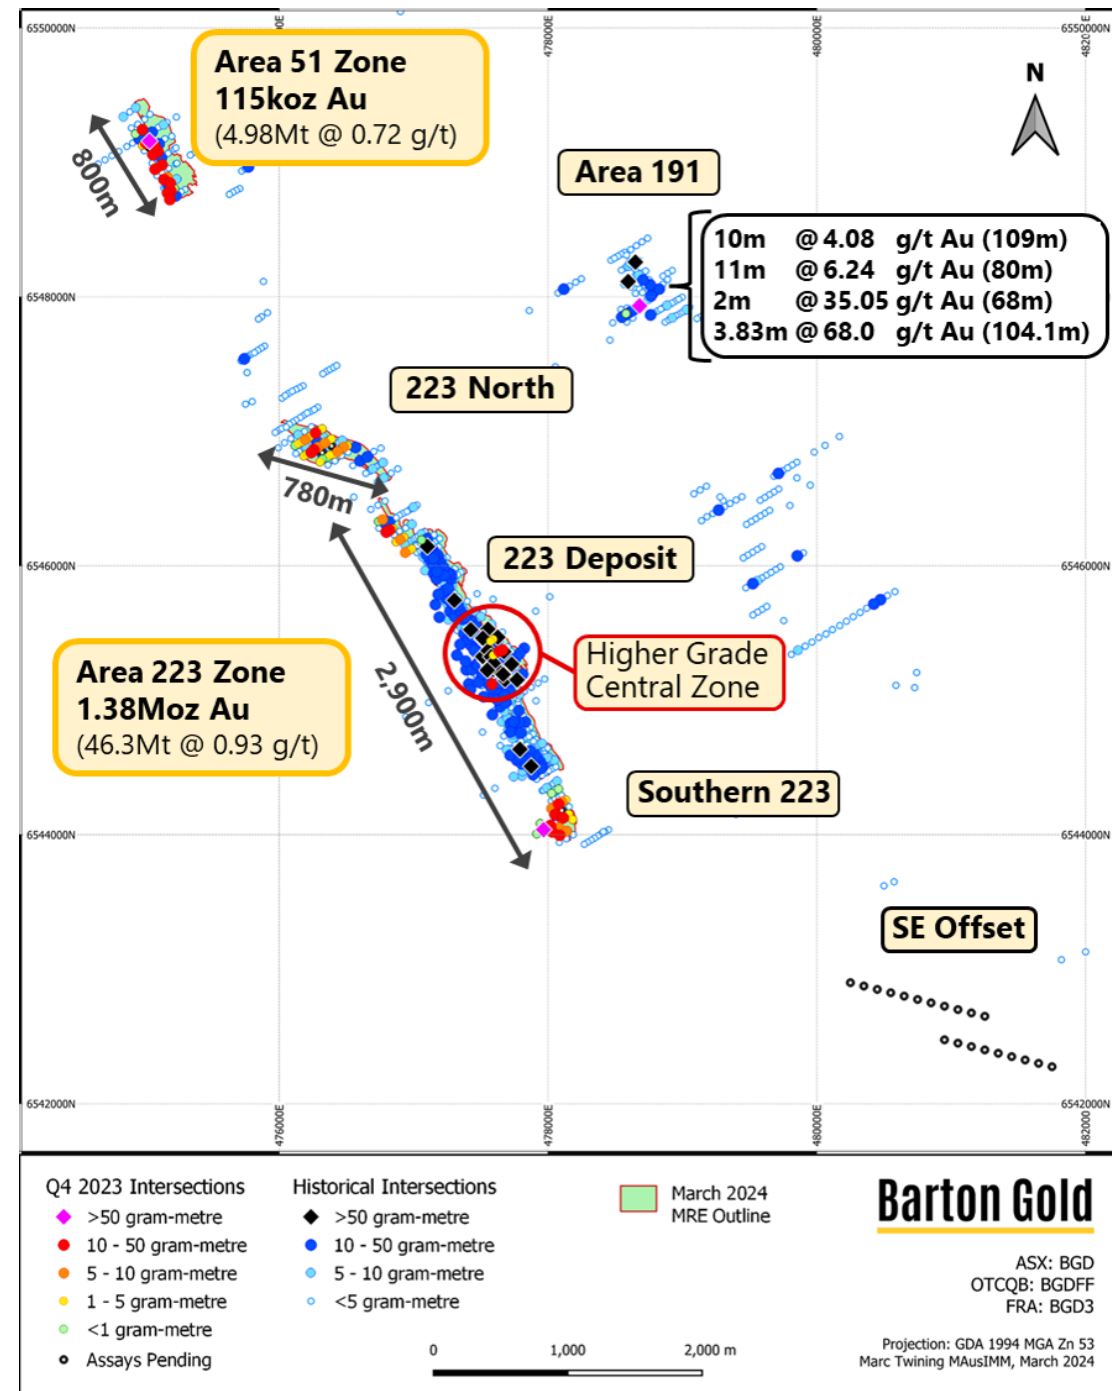 6550000N
478000E
482000E
6550000N
Area 51 Zone
115koz Au
(4.98Mt @ 0.72 g/t)
N
800m
Area 191
10m @ 4.08 g/t Au (109m)
11m @ 6.24 g/t Au (80m)
2m @ 35.05 g/t Au (68m)
3.83m @ 68.0 g/t Au (104.1m)
6548000N
223 North
780m
223 Deposit
6546000N
6546000N
Higher Grade
Central Zone
Area 223 Zone
1.38Moz Au
(46.3Mt @ 0.93 g/t)
2,900m
Southern 223
6544000N
6544000N
SE Offset
6542000N
476000E
478000E
480000E
482000
6542000N
Q4 2023 Intersections
>50 gram-metre
10 - 50 gram-metre
5 - 10 gram-metre
1 - 5 gram-metre
<1 gram-metre
Assays Pending
Historical Intersections
>50 gram-metre
10 - 50 gram-metre
5 - 10 gram-metre
<5 gram-metre
March 2024
MRE Outline
0 1,000 2,000 m
Barton Gold
ASX: BGD
OTCQB: BGDFF
FRA: BGD3
Projection: GDA 1994 MGA Zn 53
Marc Twining MAusIMM, March 2024